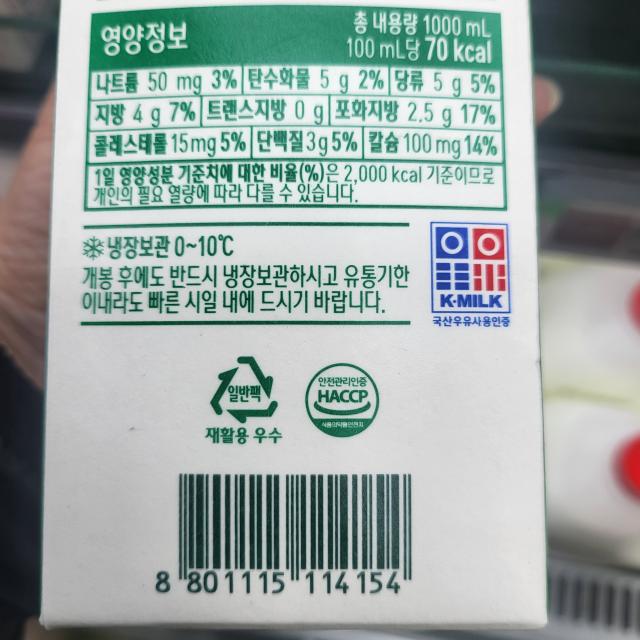 영양정보
총 내용량 1000 mL
100 mL당 70 kcal
나트륨 50 mg 3% 탄수화물 5 g 2% 당류 5 g 5%
지방 4 g 7% 트랜스지방 0 g 포화지방 2.5 g 17%
콜레스테롤 15 mg 5% 단백질 3 g 5% 칼슘 100 mg 14%
1일 영양성분 기준치에 대한 비율(%)은 2,000 kcal 기준이므로
개인의 필요 열량에 따라 다를 수 있습니다.
냉장보관 0~10℃
개봉 후에도 반드시 냉장보관하시고 유통기한
이내라도 빠른 시일 내에 드시기 바랍니다.
K·MILK
국산우유사용인증
일반팩
재활용 우수
안전관리인증
HACCP
식품의약품안전처
8 801115 114154